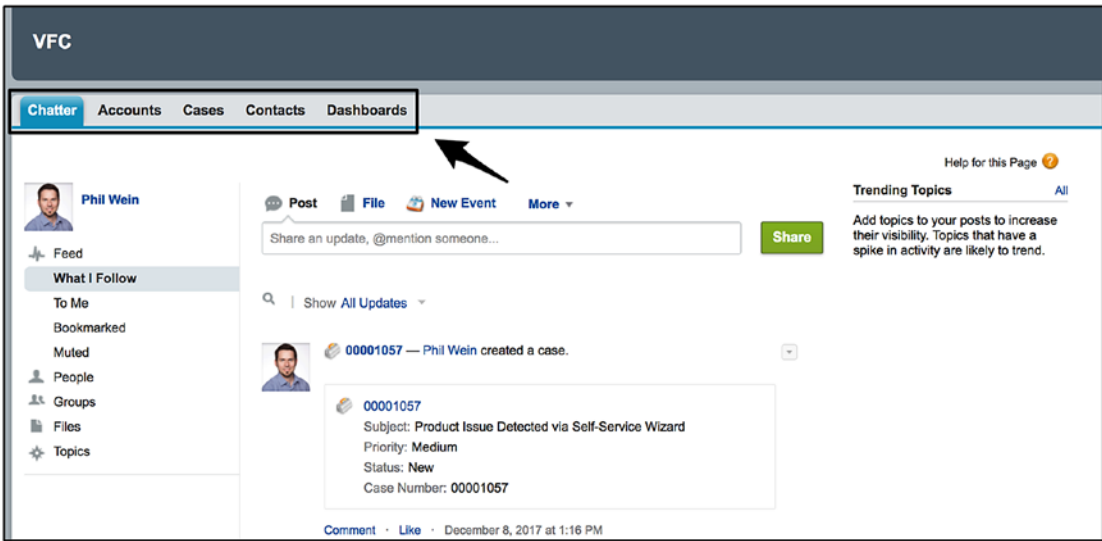 VFC
Chatter Accounts Cases Contacts Dashboards
Help for this Page
Phil Wein
Feed
What I Follow
To Me
Bookmarked
Muted
People
Groups
Files
Topics
Post File New Event More
Share an update, @mention someone...
Share
Show All Updates
00001057 — Phil Wein created a case.
00001057
Subject: Product Issue Detected via Self-Service Wizard
Priority: Medium
Status: New
Case Number: 00001057
Comment · Like · December 8, 2017 at 1:16 PM
Trending Topics All
Add topics to your posts to increase
their visibility. Topics that have a
spike in activity are likely to trend.